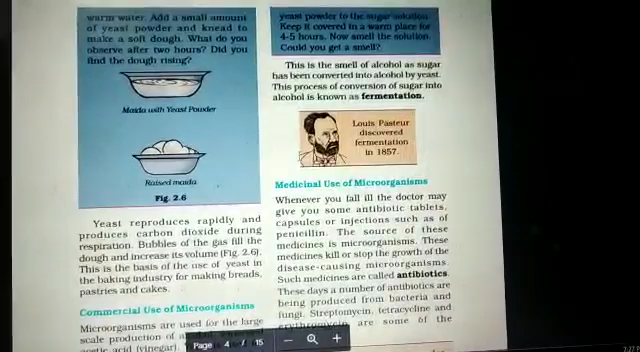 warm water. Add a small amount
of yeast powder and knead to
make a soft dough. What do you
observe after two hours? Did you
find the dough rising?
Maida with Yeast Powder
Raised maida
Fig. 2.6
Yeast reproduces rapidly and
produces carbon dioxide during
respiration. Bubbles of the gas fill the
dough and increase its volume (Fig. 2.6).
This is the basis of the use of yeast in
the baking industry for making breads,
pastries and cakes.
Commercial Use of Microorganisms
Microorganisms are used for the large
scale production of
acetic acid (vinegar).
yeast powder to the sugar solution.
Keep it covered in a warm place for
4-5 hours. Now smell the solution.
Could you get a smell?
This is the smell of alcohol as sugar
has been converted into alcohol by yeast.
This process of conversion of sugar into
alcohol is known as fermentation.
Louis Pasteur
discovered
fermentation
in 1857.
Medicinal Use of Microorganisms
Whenever you fall ill the doctor may
give you some antibiotic tablets,
capsules or injections such as of
penicillin. The source of these
medicines is microorganisms. These
medicines kill or stop the growth of the
disease-causing microorganisms.
Such medicines are called antibiotics.
These days a number of antibiotics are
being produced from bacteria and
fungi. Streptomycin, tetracycline and
erythromycin are some of the
Page 4 / 15